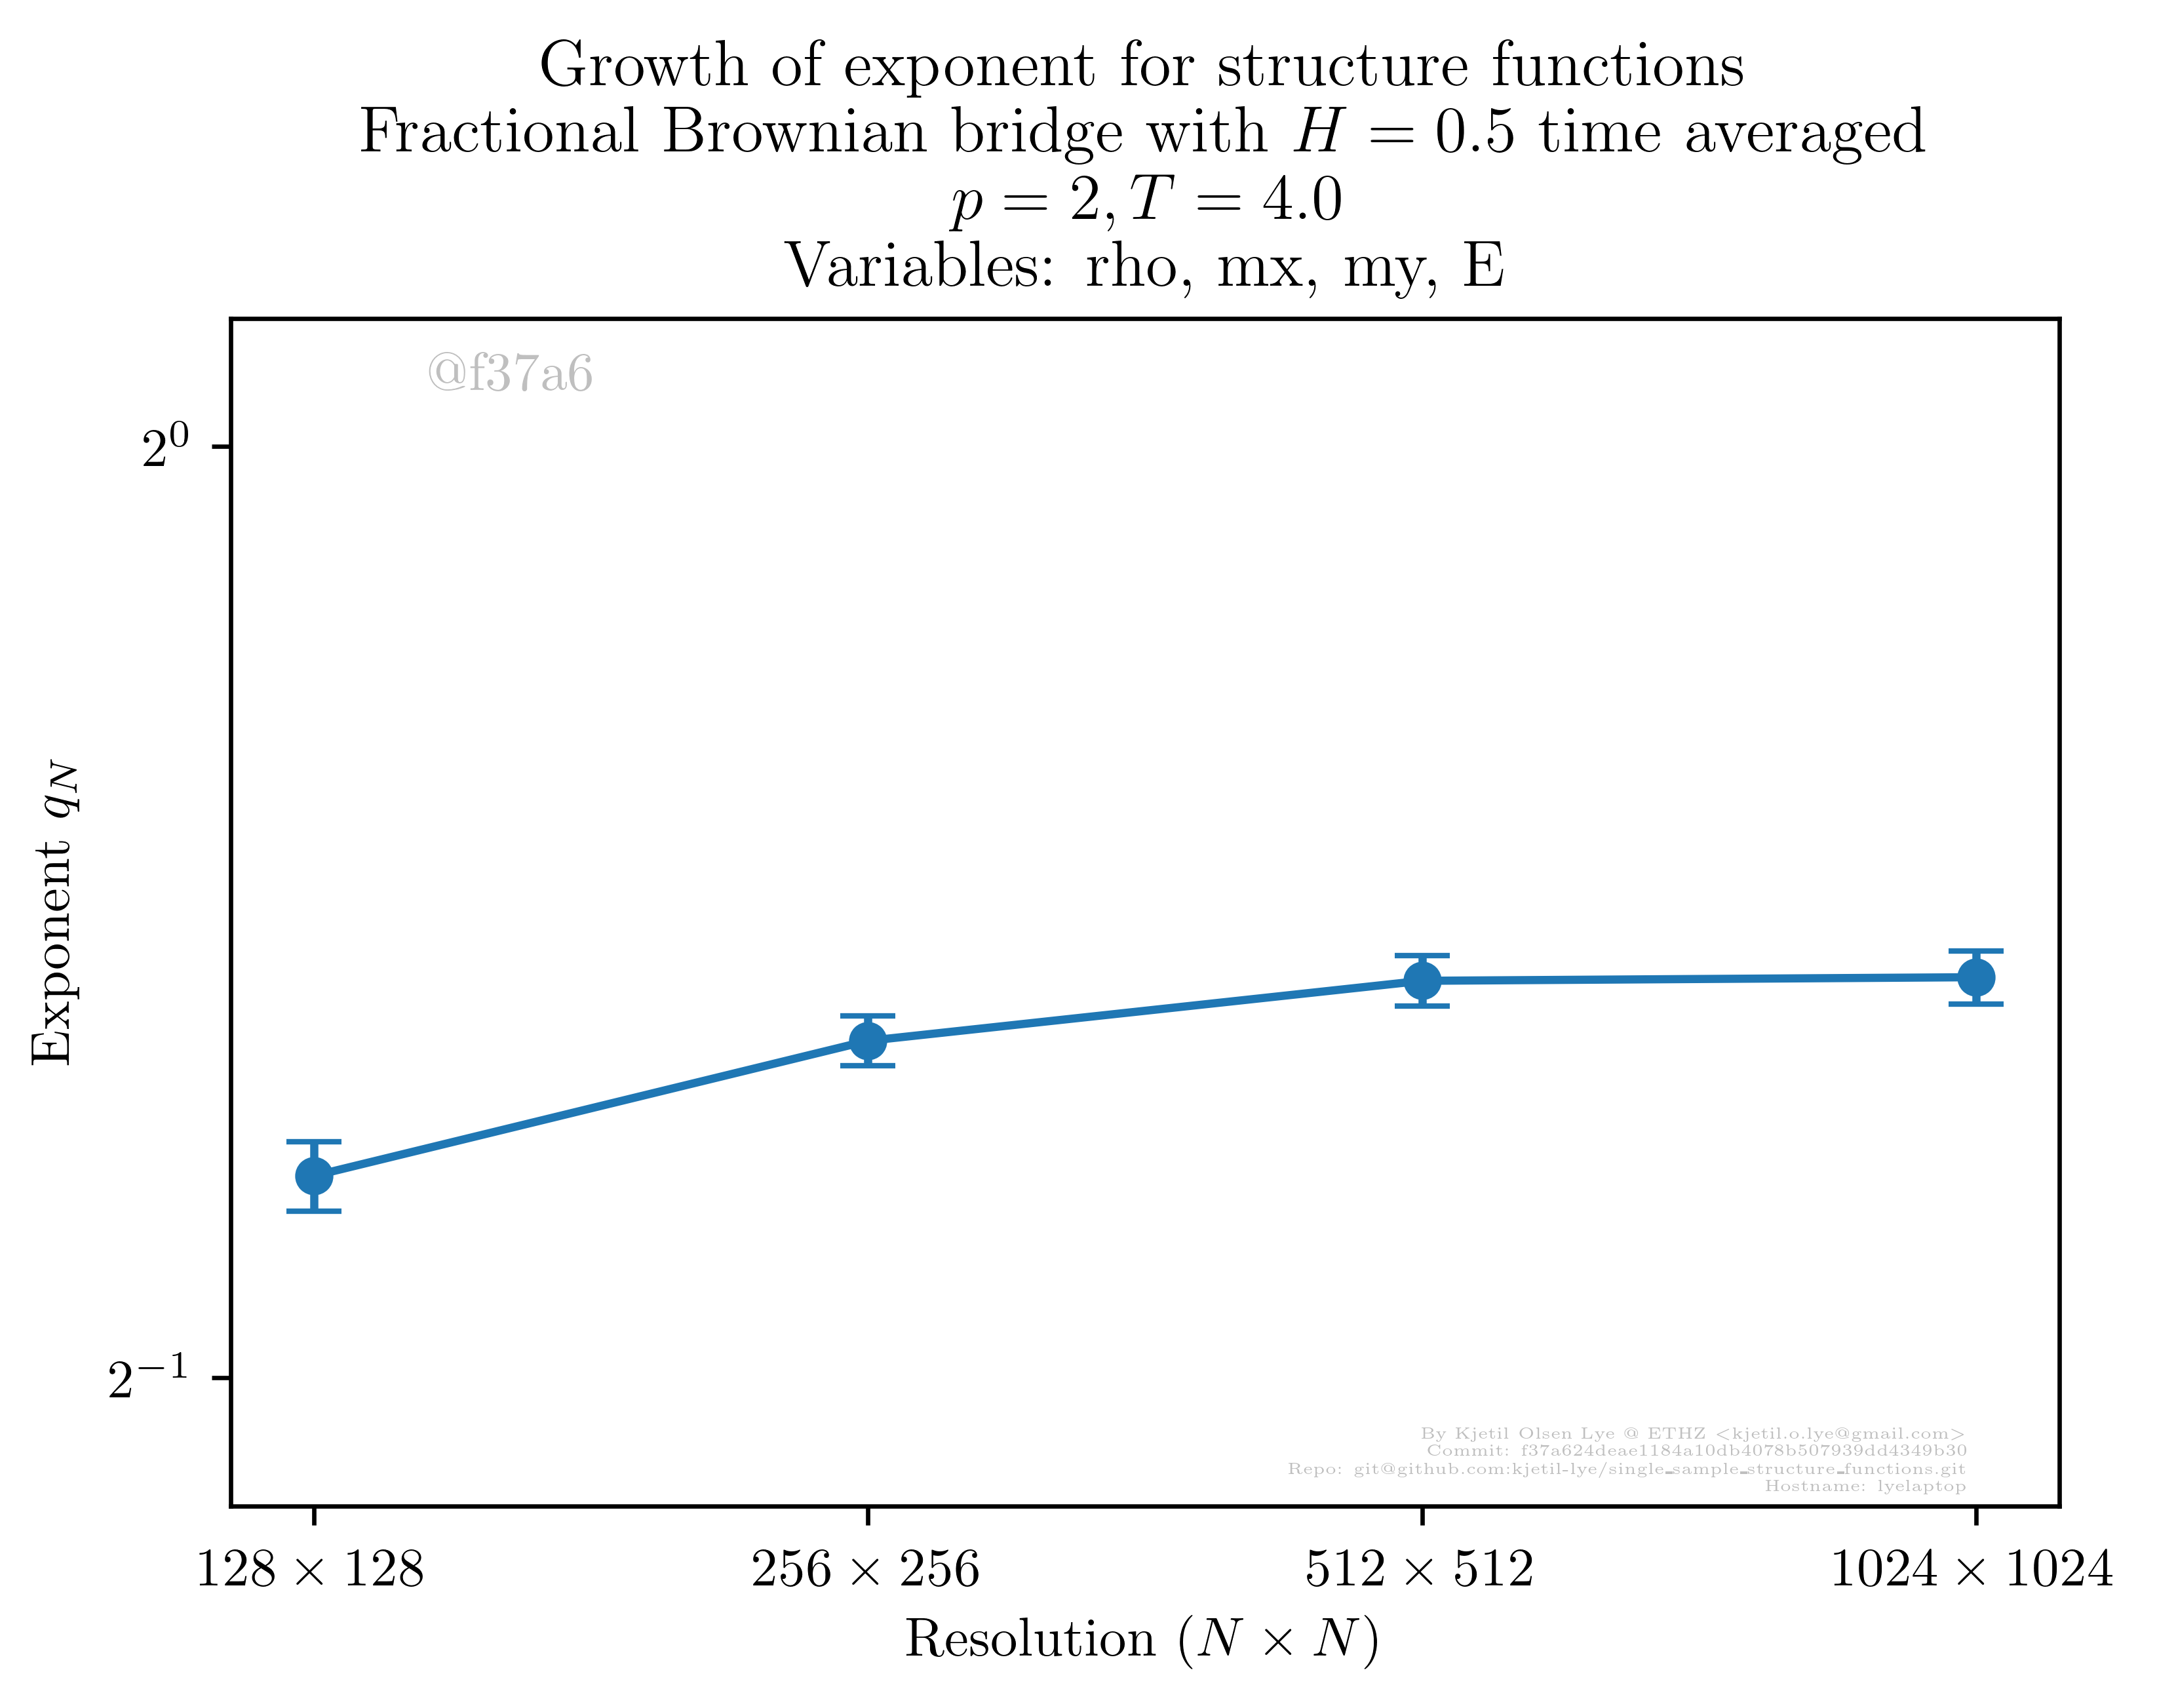 Growth of exponent for structure functions
Fractional Brownian bridge with H = 0.5 time averaged
p = 2, T = 4.0
Variables: rho, mx, my, E
@f37a6
2⁰
Exponent q_N
2⁻¹
By Kjetil Olsen Lye @ ETHZ <kjetil.o.lye@gmail.com>
Commit: f37a624deae1184a10db4078b507939dd4349b30
Repo: git@github.com:kjetil-lye/single_sample_structure_functions.git
Hostname: lyelaptop
128 × 128 256 × 256 512 × 512 1024 × 1024
Resolution (N × N)